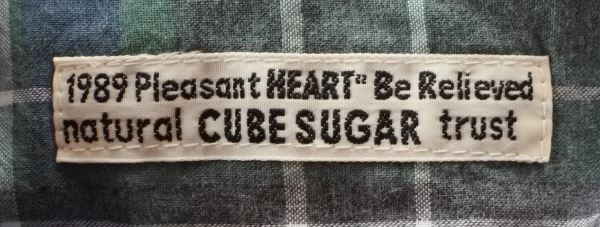 1989 Pleasant HEART" Be Relieved
natural CUBE SUGAR trust